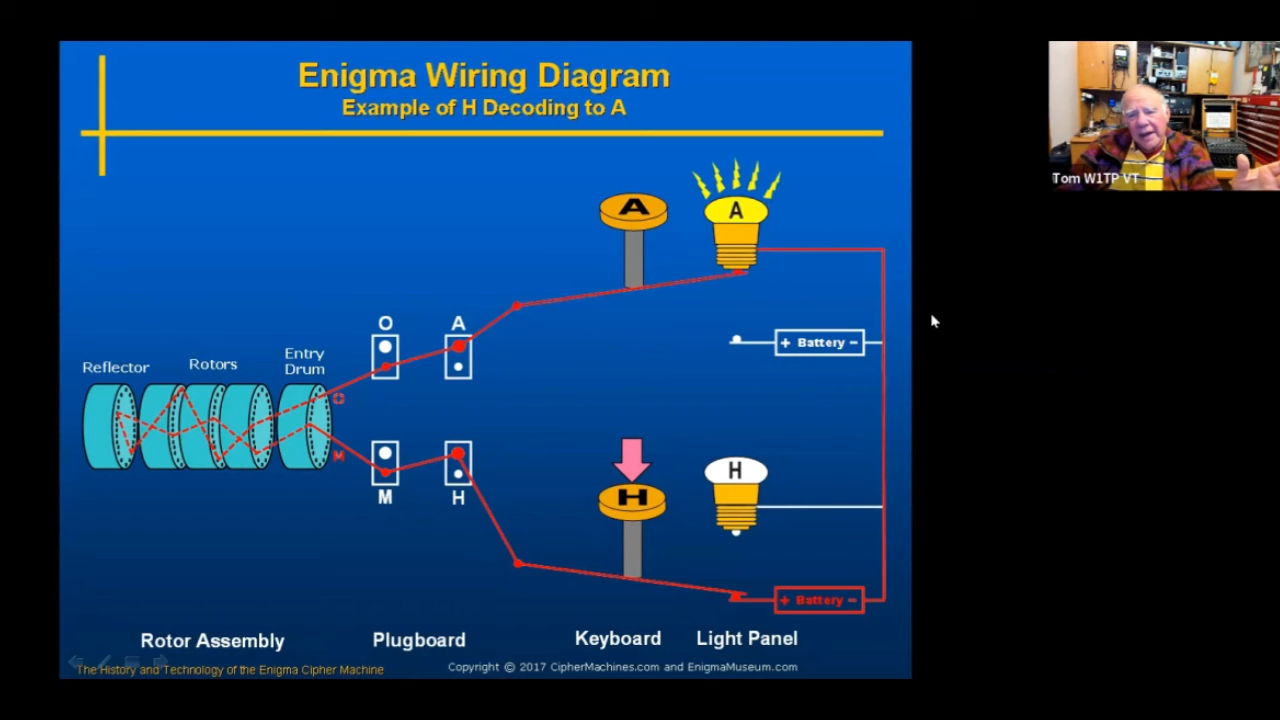 Enigma Wiring Diagram
Example of H Decoding to A
A
A
O
A
+ Battery -
Reflector
Rotors
Entry
Drum
O
M
H
H
M
H
+ Battery -
Rotor Assembly
Plugboard
Keyboard
Light Panel
The History and Technology of the Enigma Cipher Machine
Copyright © 2017 CipherMachines.com and EnigmaMuseum.com
Tom W1TP VT